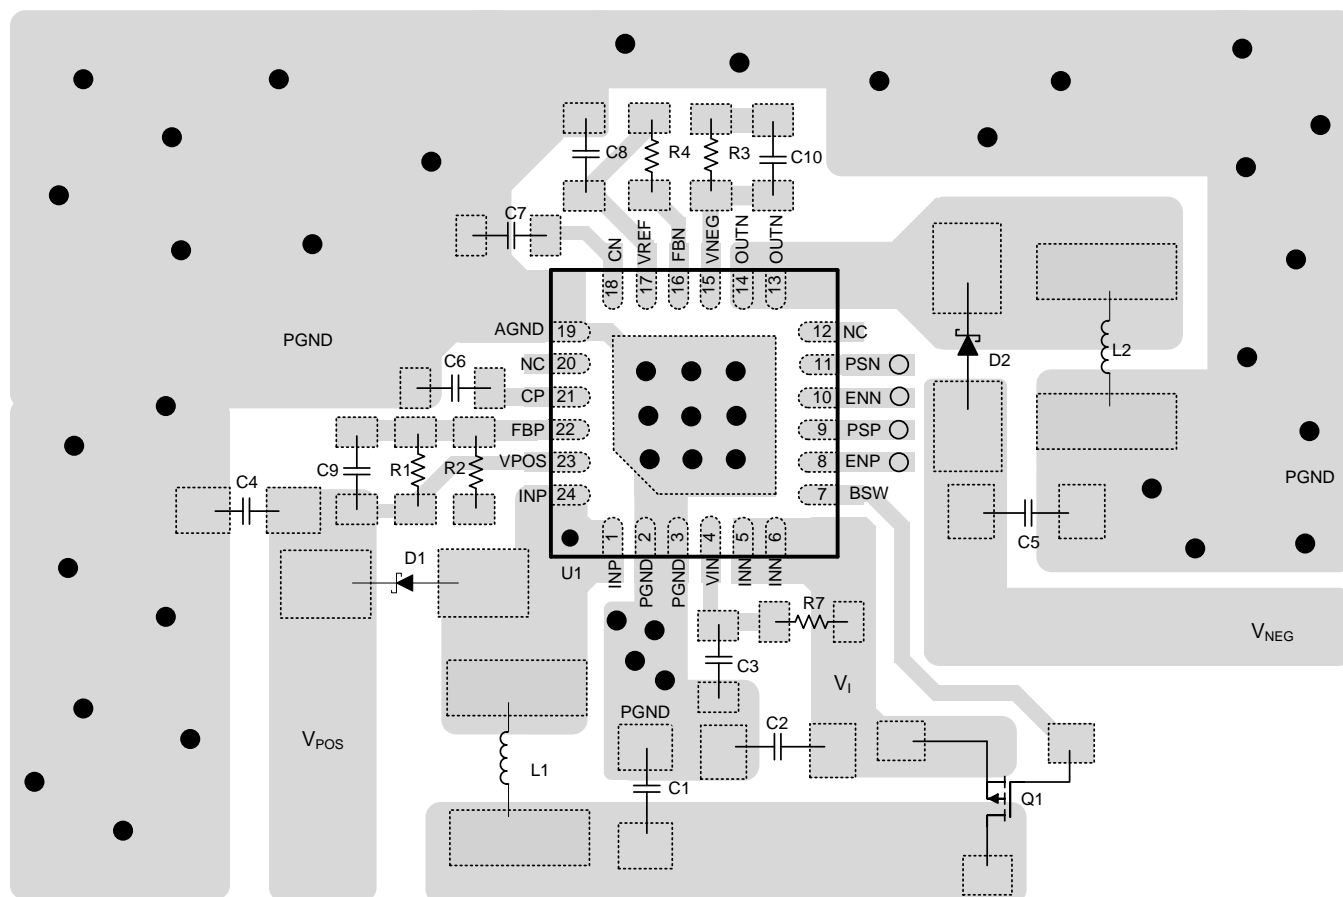 C8
R4
R3
C10
C7
CN
VREF
FBN
VNEG
OUTN
OUTN
18
17
16
15
14
13
PGND
AGND
19
12
NC
NC
20
11
PSN
C6
CP
21
10
ENN
FBP
22
9
PSP
VPOS
23
8
ENP
INP
24
7
BSW
D2
L2
C9
R1
R2
C4
PGND
C5
D1
U1
1
2
3
4
5
6
INP
PGND
PGND
VIN
INN
INN
R7
VNEG
C3
VI
PGND
VPOS
C2
L1
C1
Q1